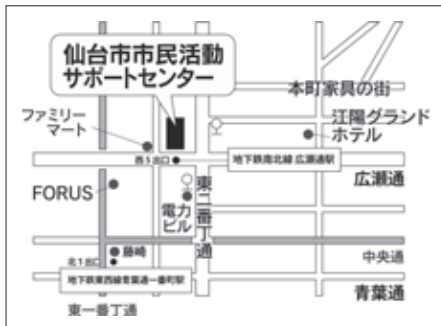 仙台市市民活動
サポートセンター
本町家具の街
ファミリー
マート
江陽グランド
ホテル
西5出口
地下鉄南北線 広瀬通駅
広瀬通
FORUS
電力
ビル
東二番丁通
藤崎
北1出口
中央通
地下鉄東西線青葉通一番町駅
青葉通
東一番丁通